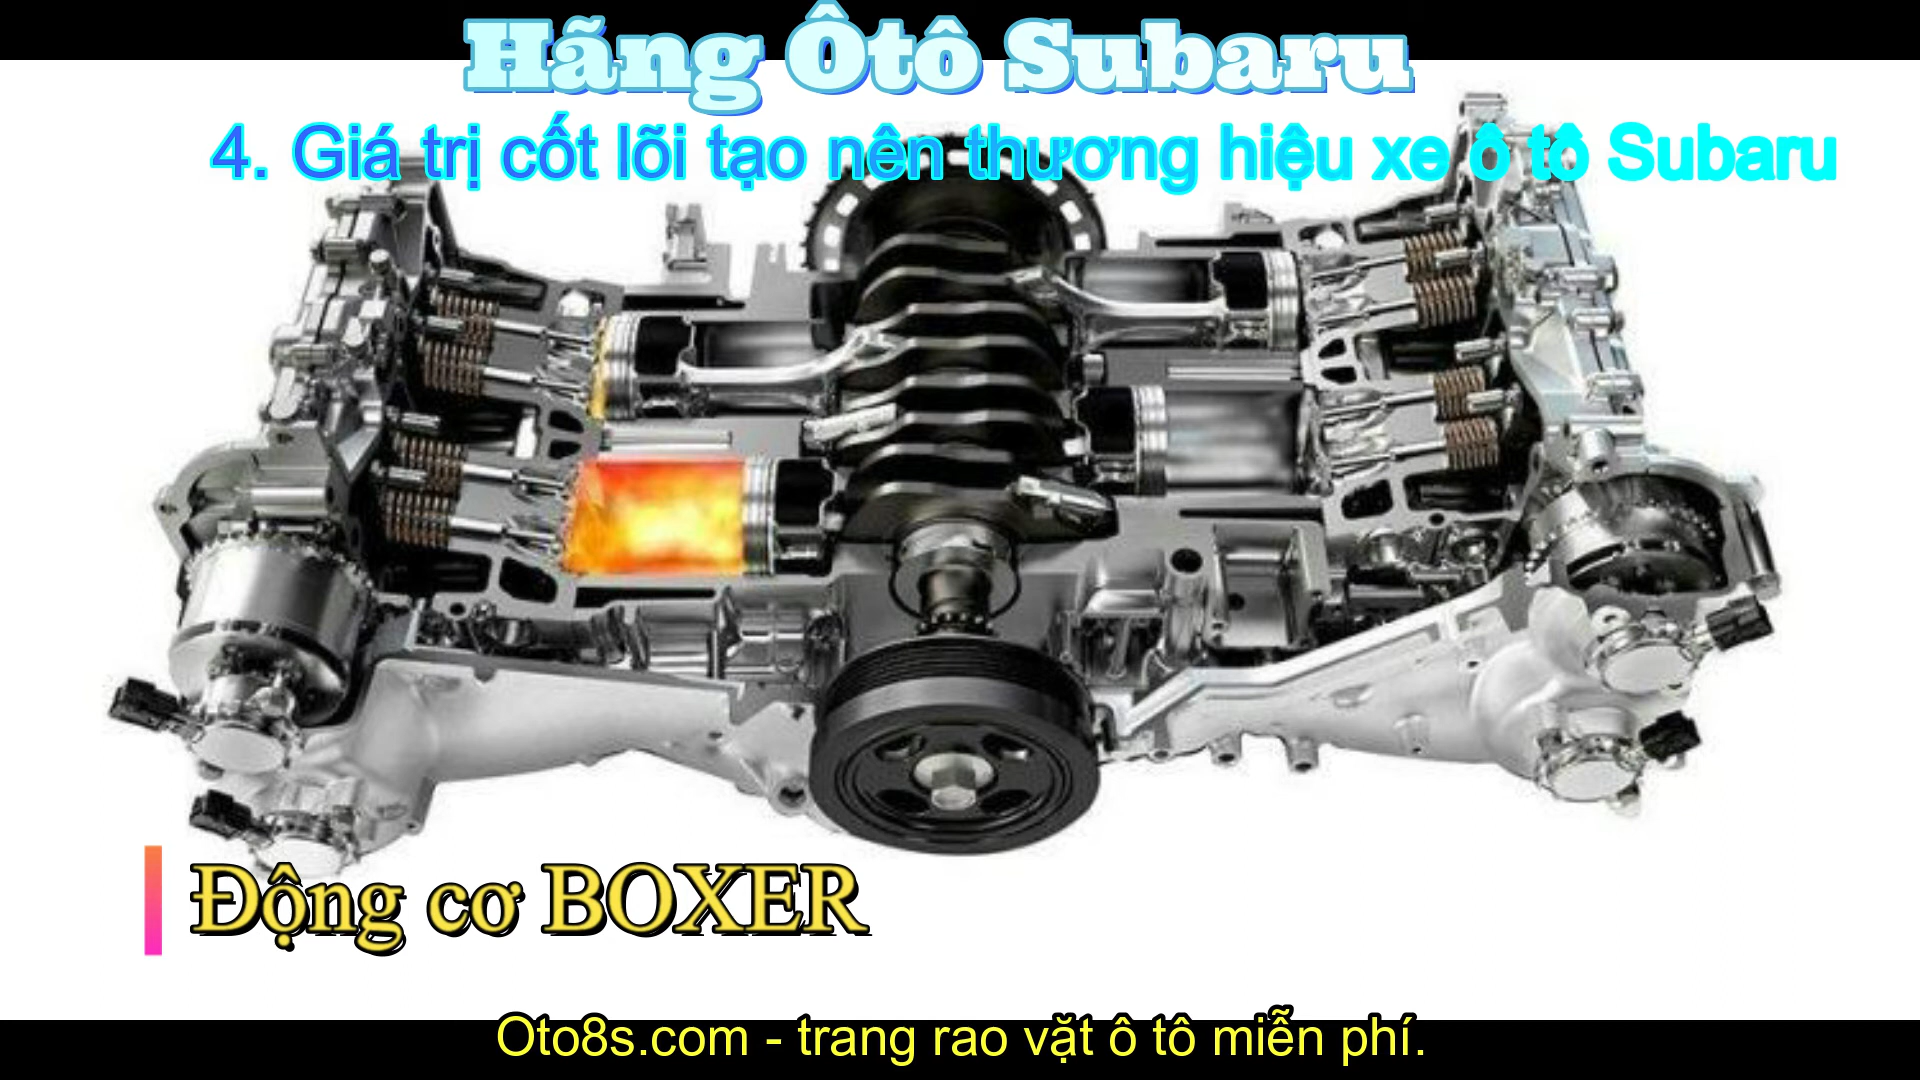 Hãng Ôtô Subaru
4. Giá trị cốt lõi tạo nên thương hiệu xe ô tô Subaru
Động cơ BOXER
Oto8s.com - trang rao vặt ô tô miễn phí.